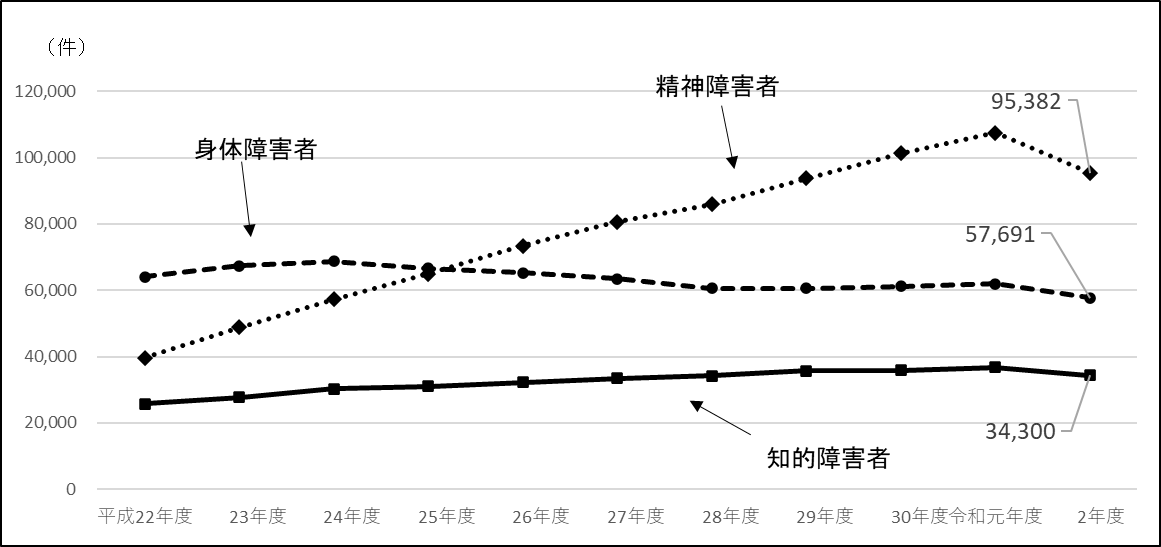 （件）
120,000
100,000
80,000
60,000
40,000
20,000
0
精神障害者
身体障害者
知的障害者
95,382
57,691
34,300
平成22年度 23年度 24年度 25年度 26年度 27年度 28年度 29年度 30年度 令和元年度 2年度